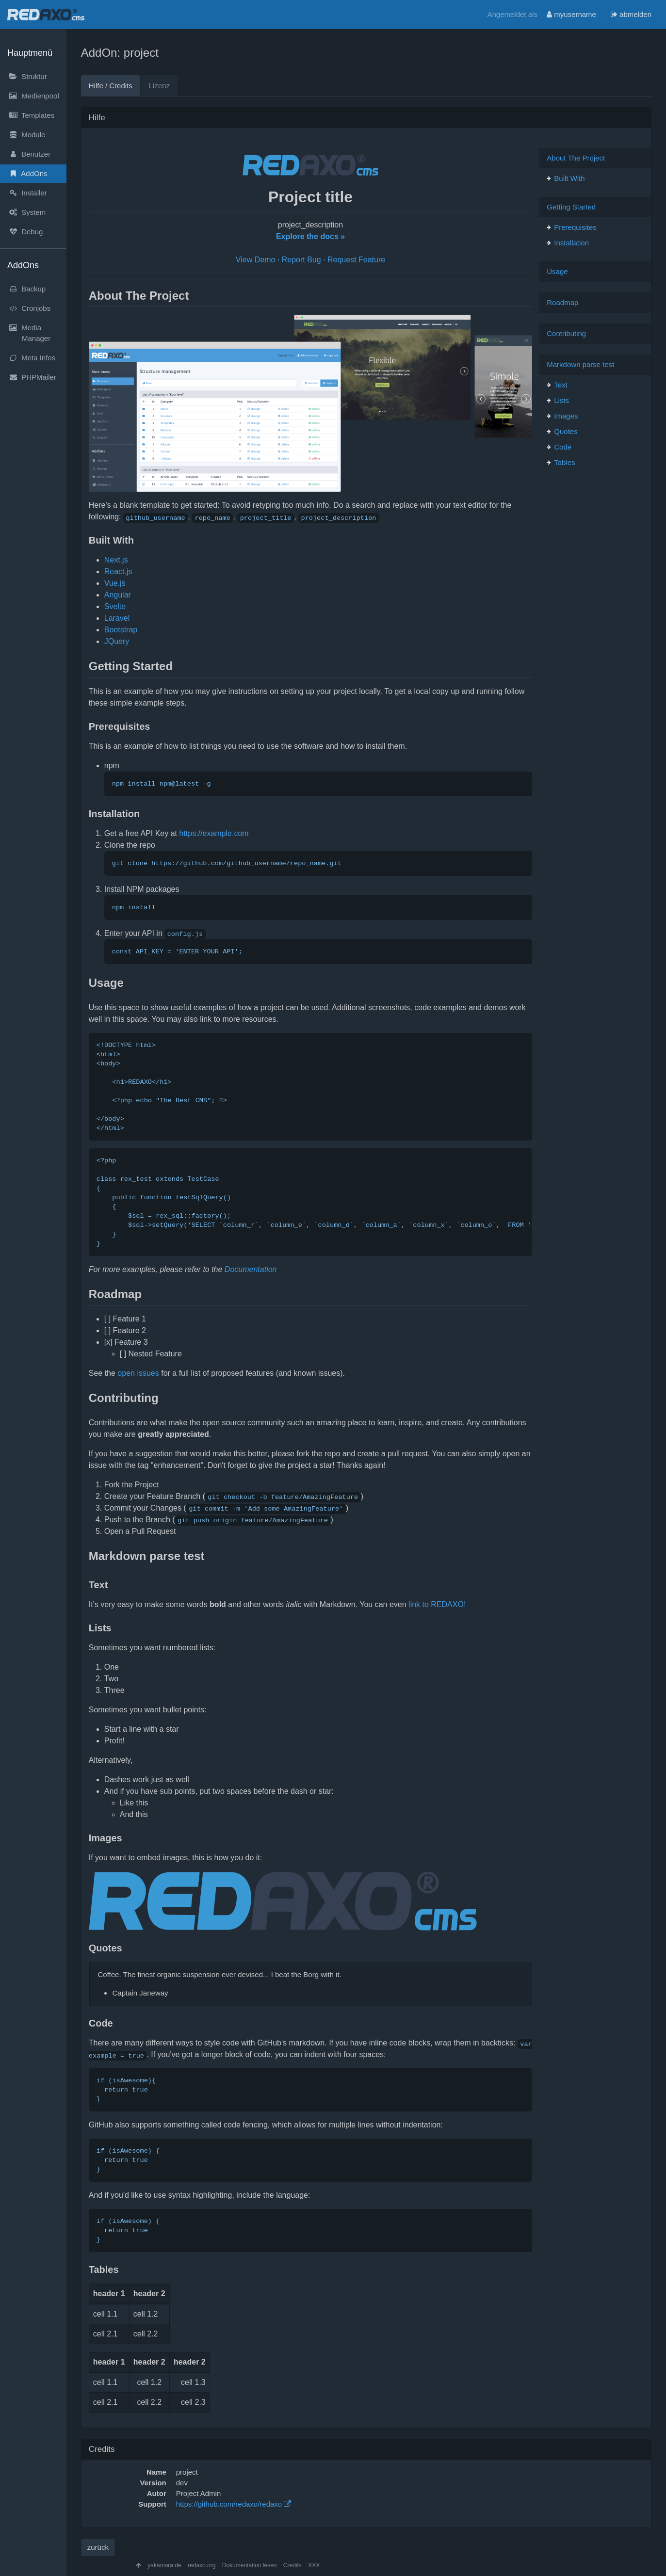 REDAXO cms
Angemeldet als myusername abmelden
Hauptmenü
Struktur
Medienpool
Templates
Module
Benutzer
AddOns
Installer
System
Debug
AddOns
Backup
Cronjobs
Media
Manager
Meta Infos
PHPMailer
AddOn: project
Hilfe / Credits
Lizenz
Hilfe
REDAXO® cms
Project title
project_description
Explore the docs »
View Demo · Report Bug · Request Feature
About The Project
Built With
Getting Started
Prerequisites
Installation
Usage
Roadmap
Contributing
Markdown parse test
Text
Lists
Images
Quotes
Code
Tables
About The Project
Structure management
Flexible
Simple
Here's a blank template to get started: To avoid retyping too much info. Do a search and replace with your text editor for the
following: github_username, repo_name, project_title, project_description
Built With
Next.js
React.js
Vue.js
Angular
Svelte
Laravel
Bootstrap
JQuery
Getting Started
This is an example of how you may give instructions on setting up your project locally. To get a local copy up and running follow
these simple example steps.
Prerequisites
This is an example of how to list things you need to use the software and how to install them.
npm
npm install npm@latest -g
Installation
1. Get a free API Key at https://example.com
2. Clone the repo
git clone https://github.com/github_username/repo_name.git
3. Install NPM packages
npm install
4. Enter your API in config.js
const API_KEY = 'ENTER YOUR API';
Usage
Use this space to show useful examples of how a project can be used. Additional screenshots, code examples and demos work
well in this space. You may also link to more resources.
<!DOCTYPE html>
<html>
<body>
<h1>REDAXO</h1>
<?php echo "The Best CMS"; ?>
</body>
</html>
<?php
class rex_test extends TestCase
{
public function testSqlQuery()
{
$sql = rex_sql::factory();
$sql->setQuery('SELECT `column_r`, `column_e`, `column_d`, `column_a`, `column_x`, `column_o`,  FROM '
}
}
For more examples, please refer to the Documentation
Roadmap
[ ] Feature 1
[ ] Feature 2
[x] Feature 3
[ ] Nested Feature
See the open issues for a full list of proposed features (and known issues).
Contributing
Contributions are what make the open source community such an amazing place to learn, inspire, and create. Any contributions
you make are greatly appreciated.
If you have a suggestion that would make this better, please fork the repo and create a pull request. You can also simply open an
issue with the tag "enhancement". Don't forget to give the project a star! Thanks again!
1. Fork the Project
2. Create your Feature Branch (git checkout -b feature/AmazingFeature)
3. Commit your Changes (git commit -m 'Add some AmazingFeature')
4. Push to the Branch (git push origin feature/AmazingFeature)
5. Open a Pull Request
Markdown parse test
Text
It's very easy to make some words bold and other words italic with Markdown. You can even link to REDAXO!
Lists
Sometimes you want numbered lists:
1. One
2. Two
3. Three
Sometimes you want bullet points:
Start a line with a star
Profit!
Alternatively,
Dashes work just as well
And if you have sub points, put two spaces before the dash or star:
Like this
And this
Images
If you want to embed images, this is how you do it:
REDAXO® cms
Quotes
Coffee. The finest organic suspension ever devised... I beat the Borg with it.
Captain Janeway
Code
There are many different ways to style code with GitHub's markdown. If you have inline code blocks, wrap them in backticks: var
example = true. If you've got a longer block of code, you can indent with four spaces:
if (isAwesome){
return true
}
GitHub also supports something called code fencing, which allows for multiple lines without indentation:
if (isAwesome) {
return true
}
And if you'd like to use syntax highlighting, include the language:
if (isAwesome) {
return true
}
Tables
header 1 header 2
cell 1.1 cell 1.2
cell 2.1 cell 2.2
header 1 header 2 header 2
cell 1.1 cell 1.2 cell 1.3
cell 2.1 cell 2.2 cell 2.3
Credits
Name project
Version dev
Autor Project Admin
Support https://github.com/redaxo/redaxo
zurück
yakamara.de redaxo.org Dokumentation lesen Credits XXX